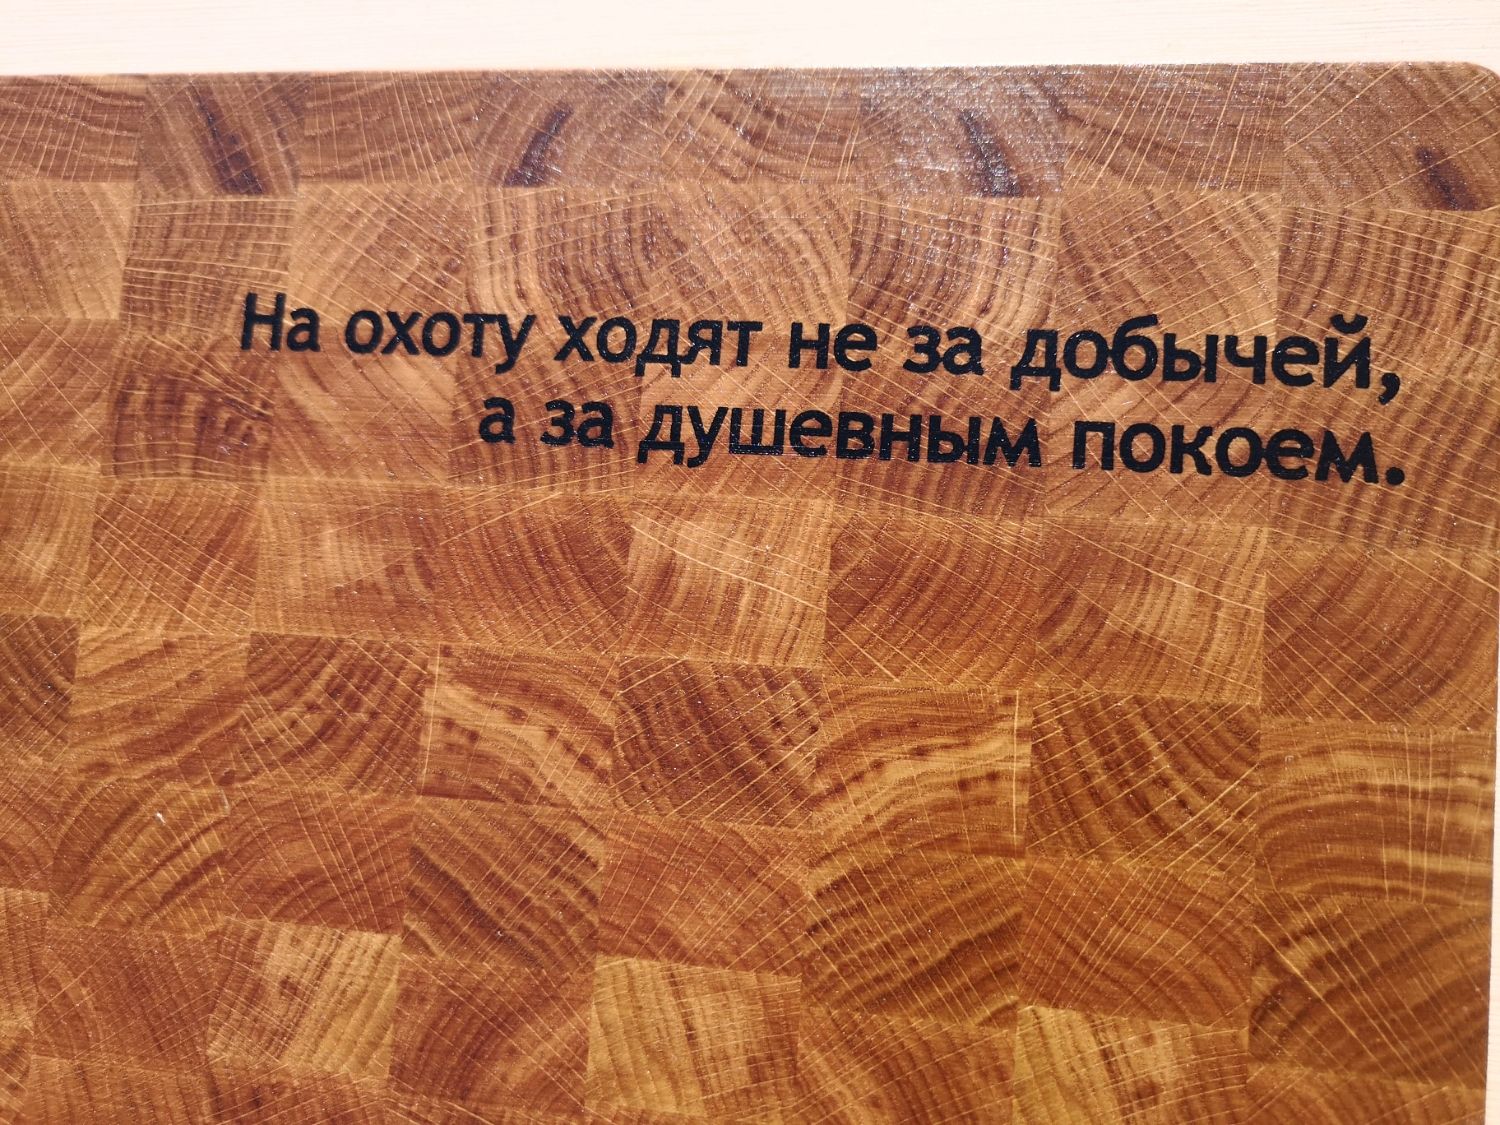 На охоту ходят не за добычей,
а за душевным покоем.